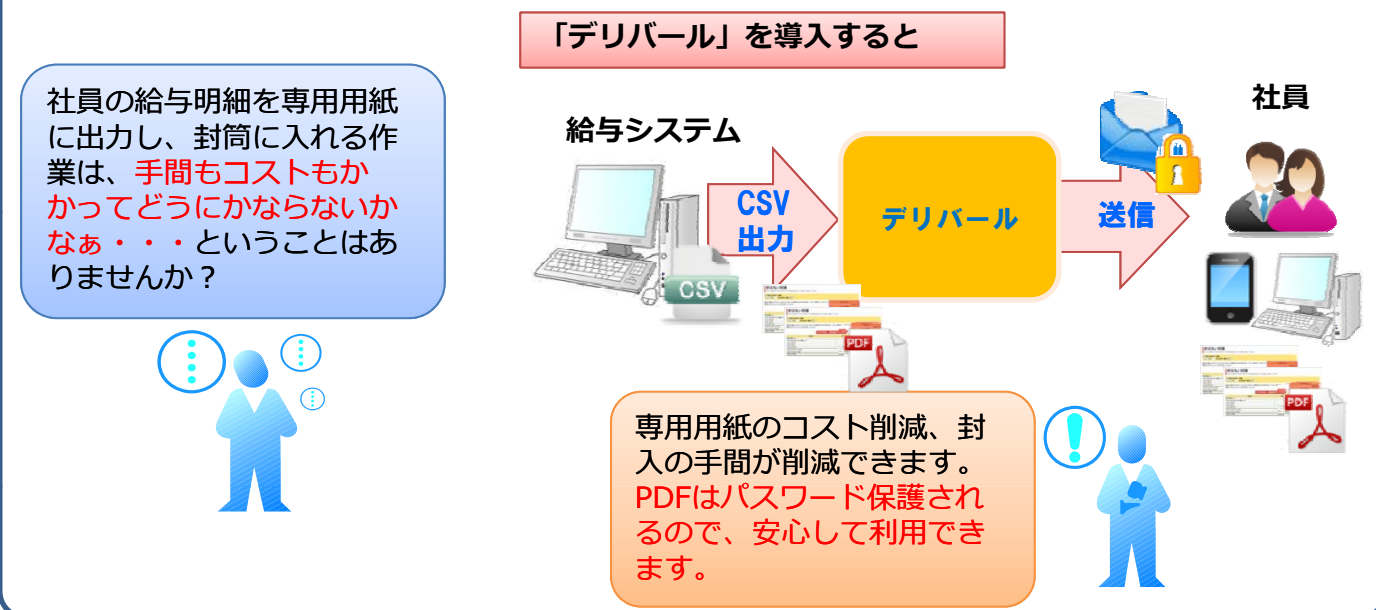 「デリバール」を導入すると
社員の給与明細を専用用紙
に出力し、封筒に入れる作
業は、手間もコストもか
かってどうにかならないか
なぁ・・・ということはあ
りませんか？
給与システム
CSV
CSV
出力
デリバール
送信
社員
PDF
PDF
専用用紙のコスト削減、封
入の手間が削減できます。
PDFはパスワード保護され
るので、安心して利用でき
ます。